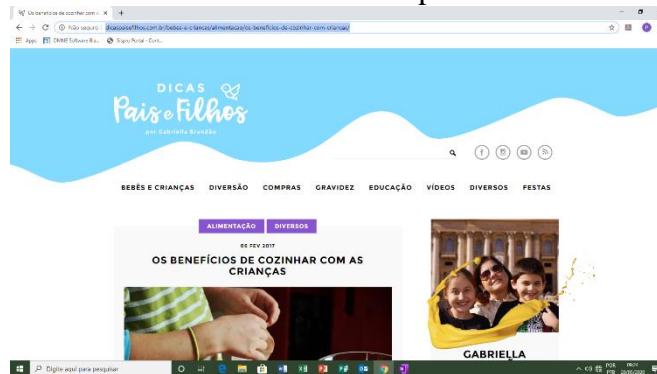 Os benefícios de cozinhar com
Não seguro
dicaspaisefilhos.com.br/bebes-e-criancas/alimentacao/os-beneficios-de-cozinhar-com-criancas/
Apps
DICAS
Pais e Filhos
por Gabriella Brandão
BEBÊS E CRIANÇAS DIVERSÃO COMPRAS GRAVIDEZ EDUCAÇÃO VÍDEOS DIVERSOS FESTAS
ALIMENTAÇÃO DIVERSOS
06 FEV 2017
OS BENEFÍCIOS DE COZINHAR COM AS
CRIANÇAS
GABRIELLA
Digite aqui para pesquisar
POR
PTB